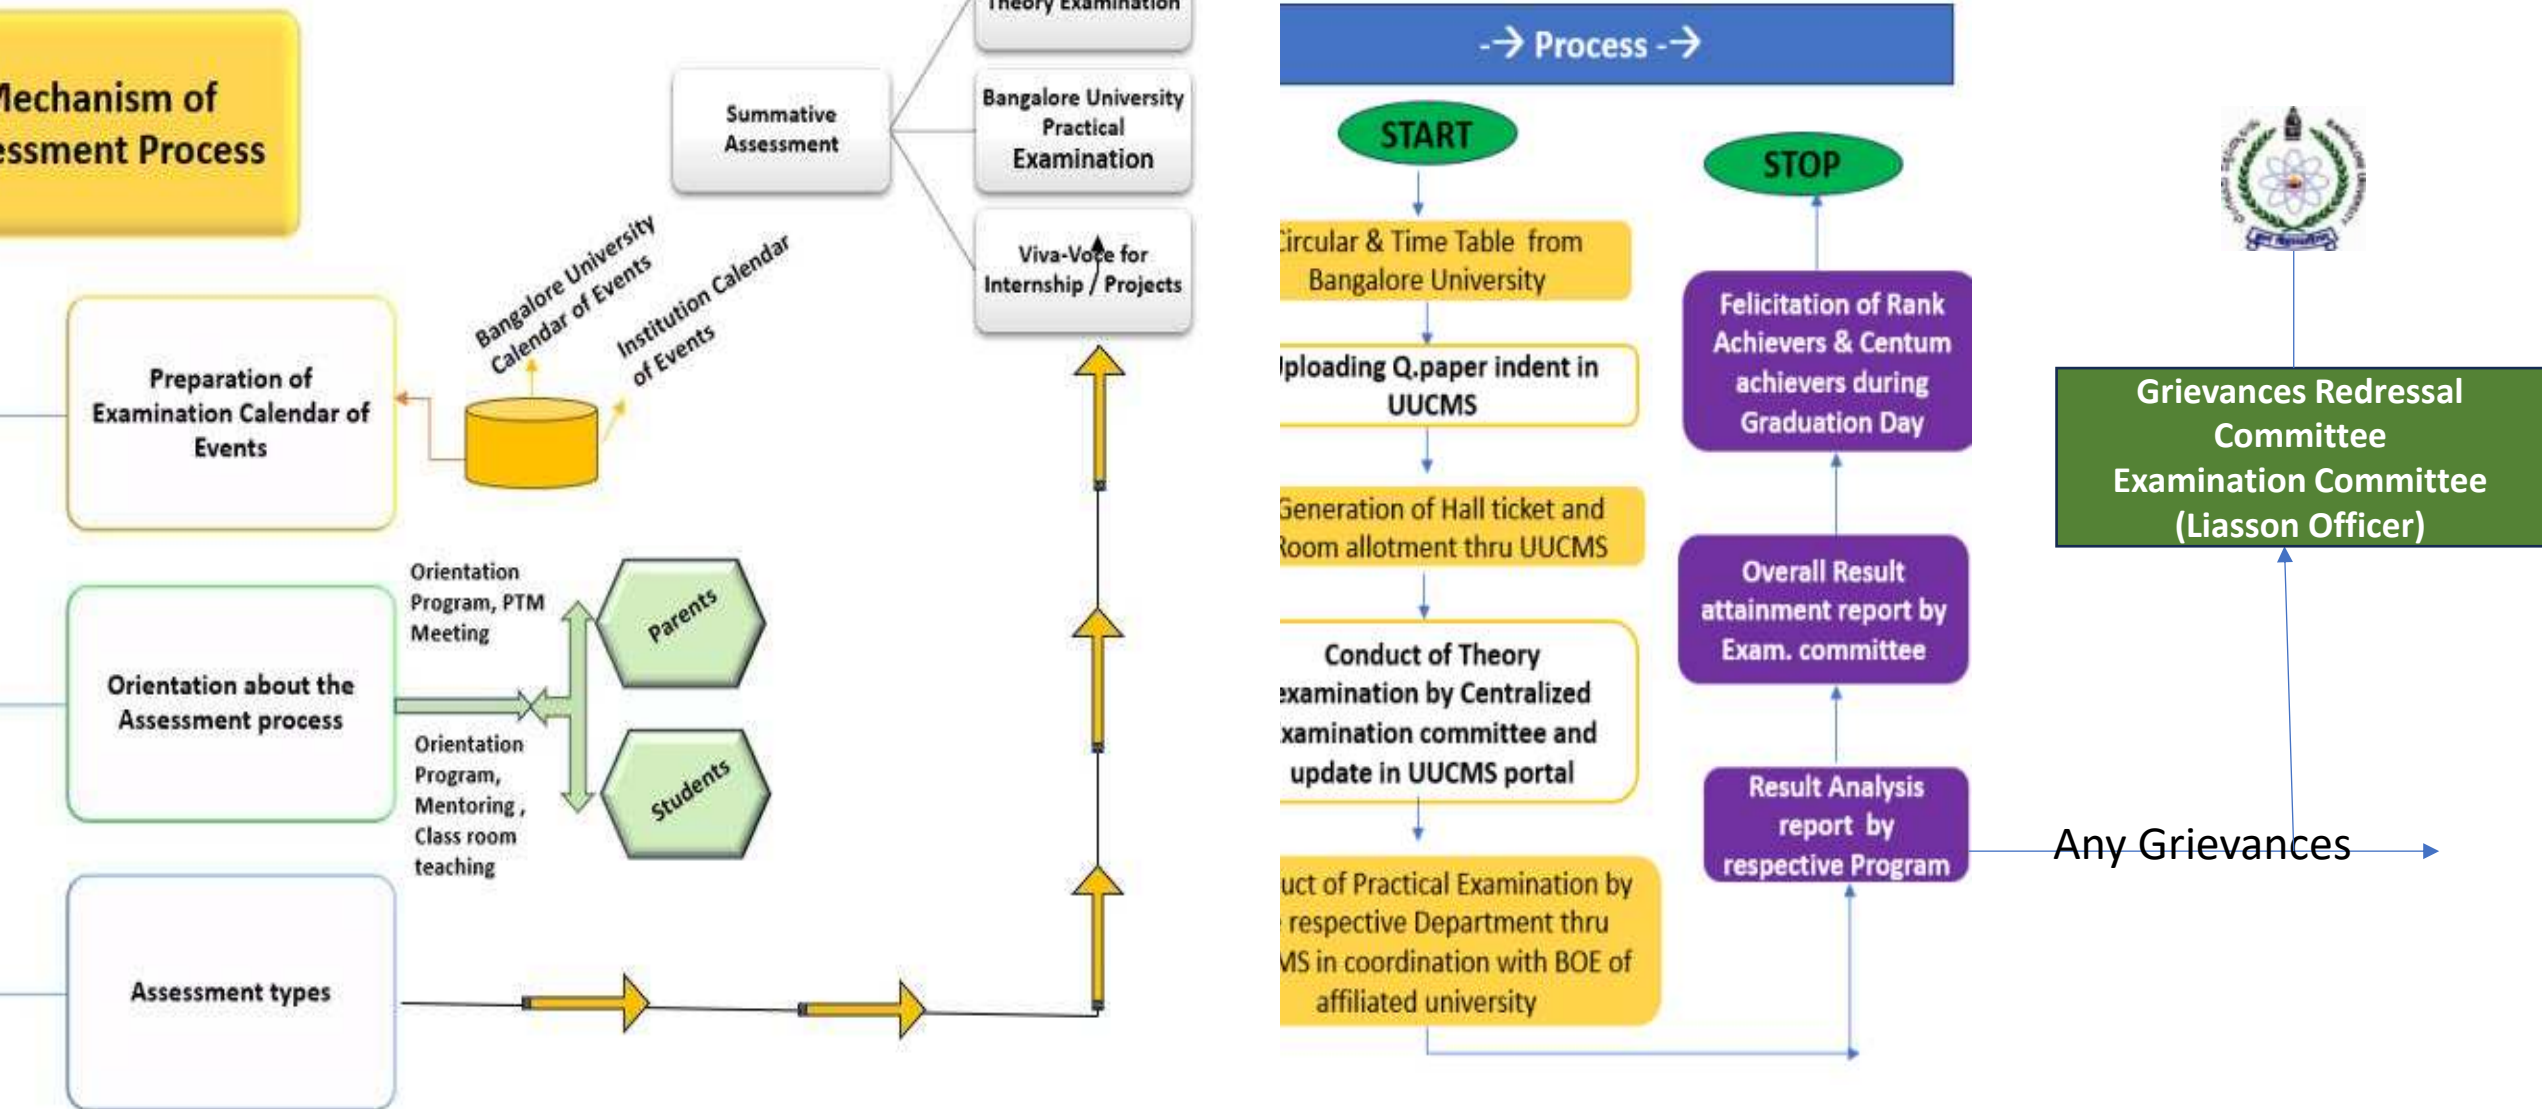 Mechanism of
essment Process
Theory Examination
Summative
Assessment
Bangalore University
Practical
Examination
Viva-Voce for
Internship / Projects
Bangalore University
Calendar of Events
Institution Calendar
of Events
Preparation of
Examination Calendar of
Events
Orientation
Program, PTM
Meeting
Parents
Orientation about the
Assessment process
Orientation
Program,
Mentoring ,
Class room
teaching
Students
Assessment types
-→ Process -→
START
Circular & Time Table from
Bangalore University
Uploading Q.paper indent in
UUCMS
Generation of Hall ticket and
Room allotment thru UUCMS
Conduct of Theory
examination by Centralized
examination committee and
update in UUCMS portal
uct of Practical Examination by
respective Department thru
MS in coordination with BOE of
affiliated university
STOP
Felicitation of Rank
Achievers & Centum
achievers during
Graduation Day
Overall Result
attainment report by
Exam. committee
Result Analysis
report by
respective Program
BANGALORE UNIVERSITY
Grievances Redressal
Committee
Examination Committee
(Liasson Officer)
Any Grievances